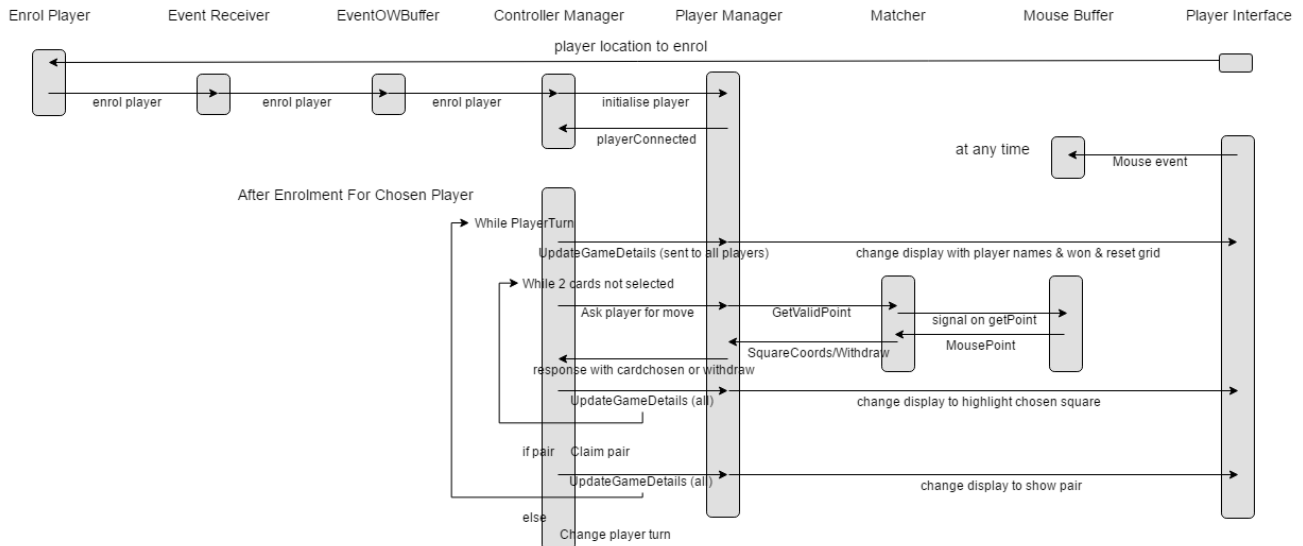 Enrol Player
Event Receiver
EventOWBuffer
Controller Manager
Player Manager
Matcher
Mouse Buffer
Player Interface
player location to enrol
enrol player
enrol player
enrol player
initialise player
playerConnected
at any time
Mouse event
After Enrolment For Chosen Player
While PlayerTurn
UpdateGameDetails (sent to all players)
change display with player names & won & reset grid
While 2 cards not selected
Ask player for move
GetValidPoint
signal on getPoint
MousePoint
SquareCoords/Withdraw
response with cardchosen or withdraw
UpdateGameDetails (all)
change display to highlight chosen square
if pair
Claim pair
UpdateGameDetails (all)
change display to show pair
else
Change player turn